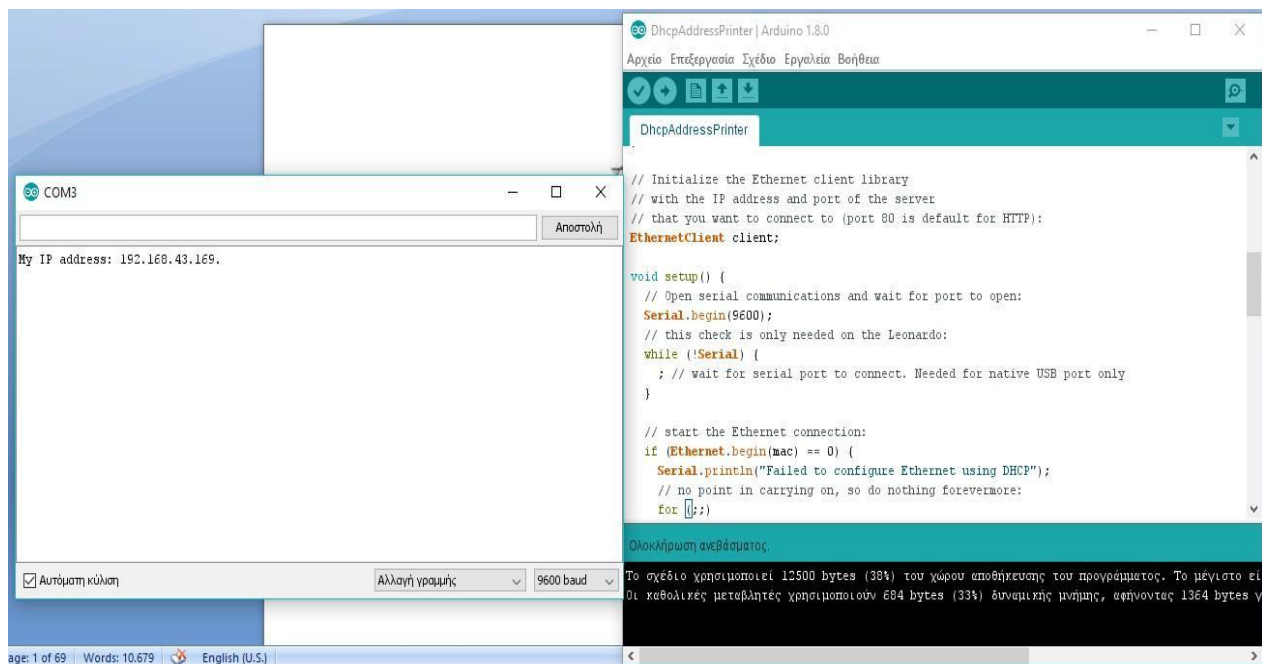 DhcpAddressPrinter | Arduino 1.8.0
Αρχείο Επεξεργασία Σχέδιο Εργαλεία Βοήθεια
DhcpAddressPrinter
// Initialize the Ethernet client library
// with the IP address and port of the server
// that you want to connect to (port 80 is default for HTTP):
EthernetClient client;
void setup() {
// Open serial communications and wait for port to open:
Serial.begin(9600);
// this check is only needed on the Leonardo:
while (!Serial) {
; // wait for serial port to connect. Needed for native USB port only
}
// start the Ethernet connection:
if (Ethernet.begin(mac) == 0) {
Serial.println("Failed to configure Ethernet using DHCP");
// no point in carrying on, so do nothing forevermore:
for (;;)
Ολοκλήρωση ανεβάσματος.
Το σχέδιο χρησιμοποιεί 12500 bytes (38%) του χώρου αποθήκευσης του προγράμματος. Το μέγιστο εί
Οι καθολικές μεταβλητές χρησιμοποιούν 684 bytes (33%) δυναμικής μνήμης, αφήνοντας 1364 bytes γ
COM3
Αποστολή
My IP address: 192.168.43.169.
Αυτόματη κύλιση
Αλλαγή γραμμής
9600 baud
age: 1 of 69 Words: 10.679 English (U.S.)